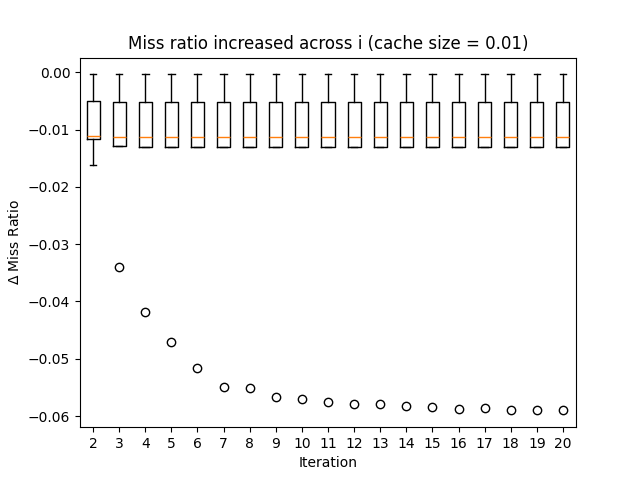 Miss ratio increased across i (cache size = 0.01)
0.00
−0.01
−0.02
−0.03
−0.04
−0.05
−0.06
Δ Miss Ratio
2 3 4 5 6 7 8 9 10 11 12 13 14 15 16 17 18 19 20
Iteration